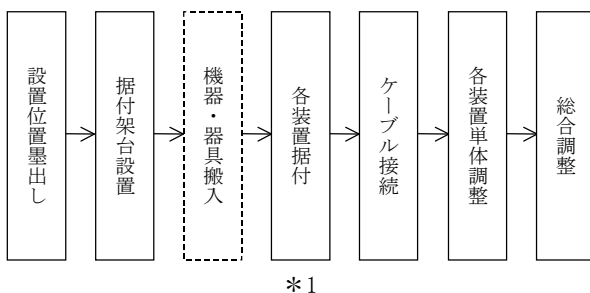 設置位置墨出し
据付架台設置
機器・器具搬入
各装置据付
ケーブル接続
各装置単体調整
総合調整
＊1